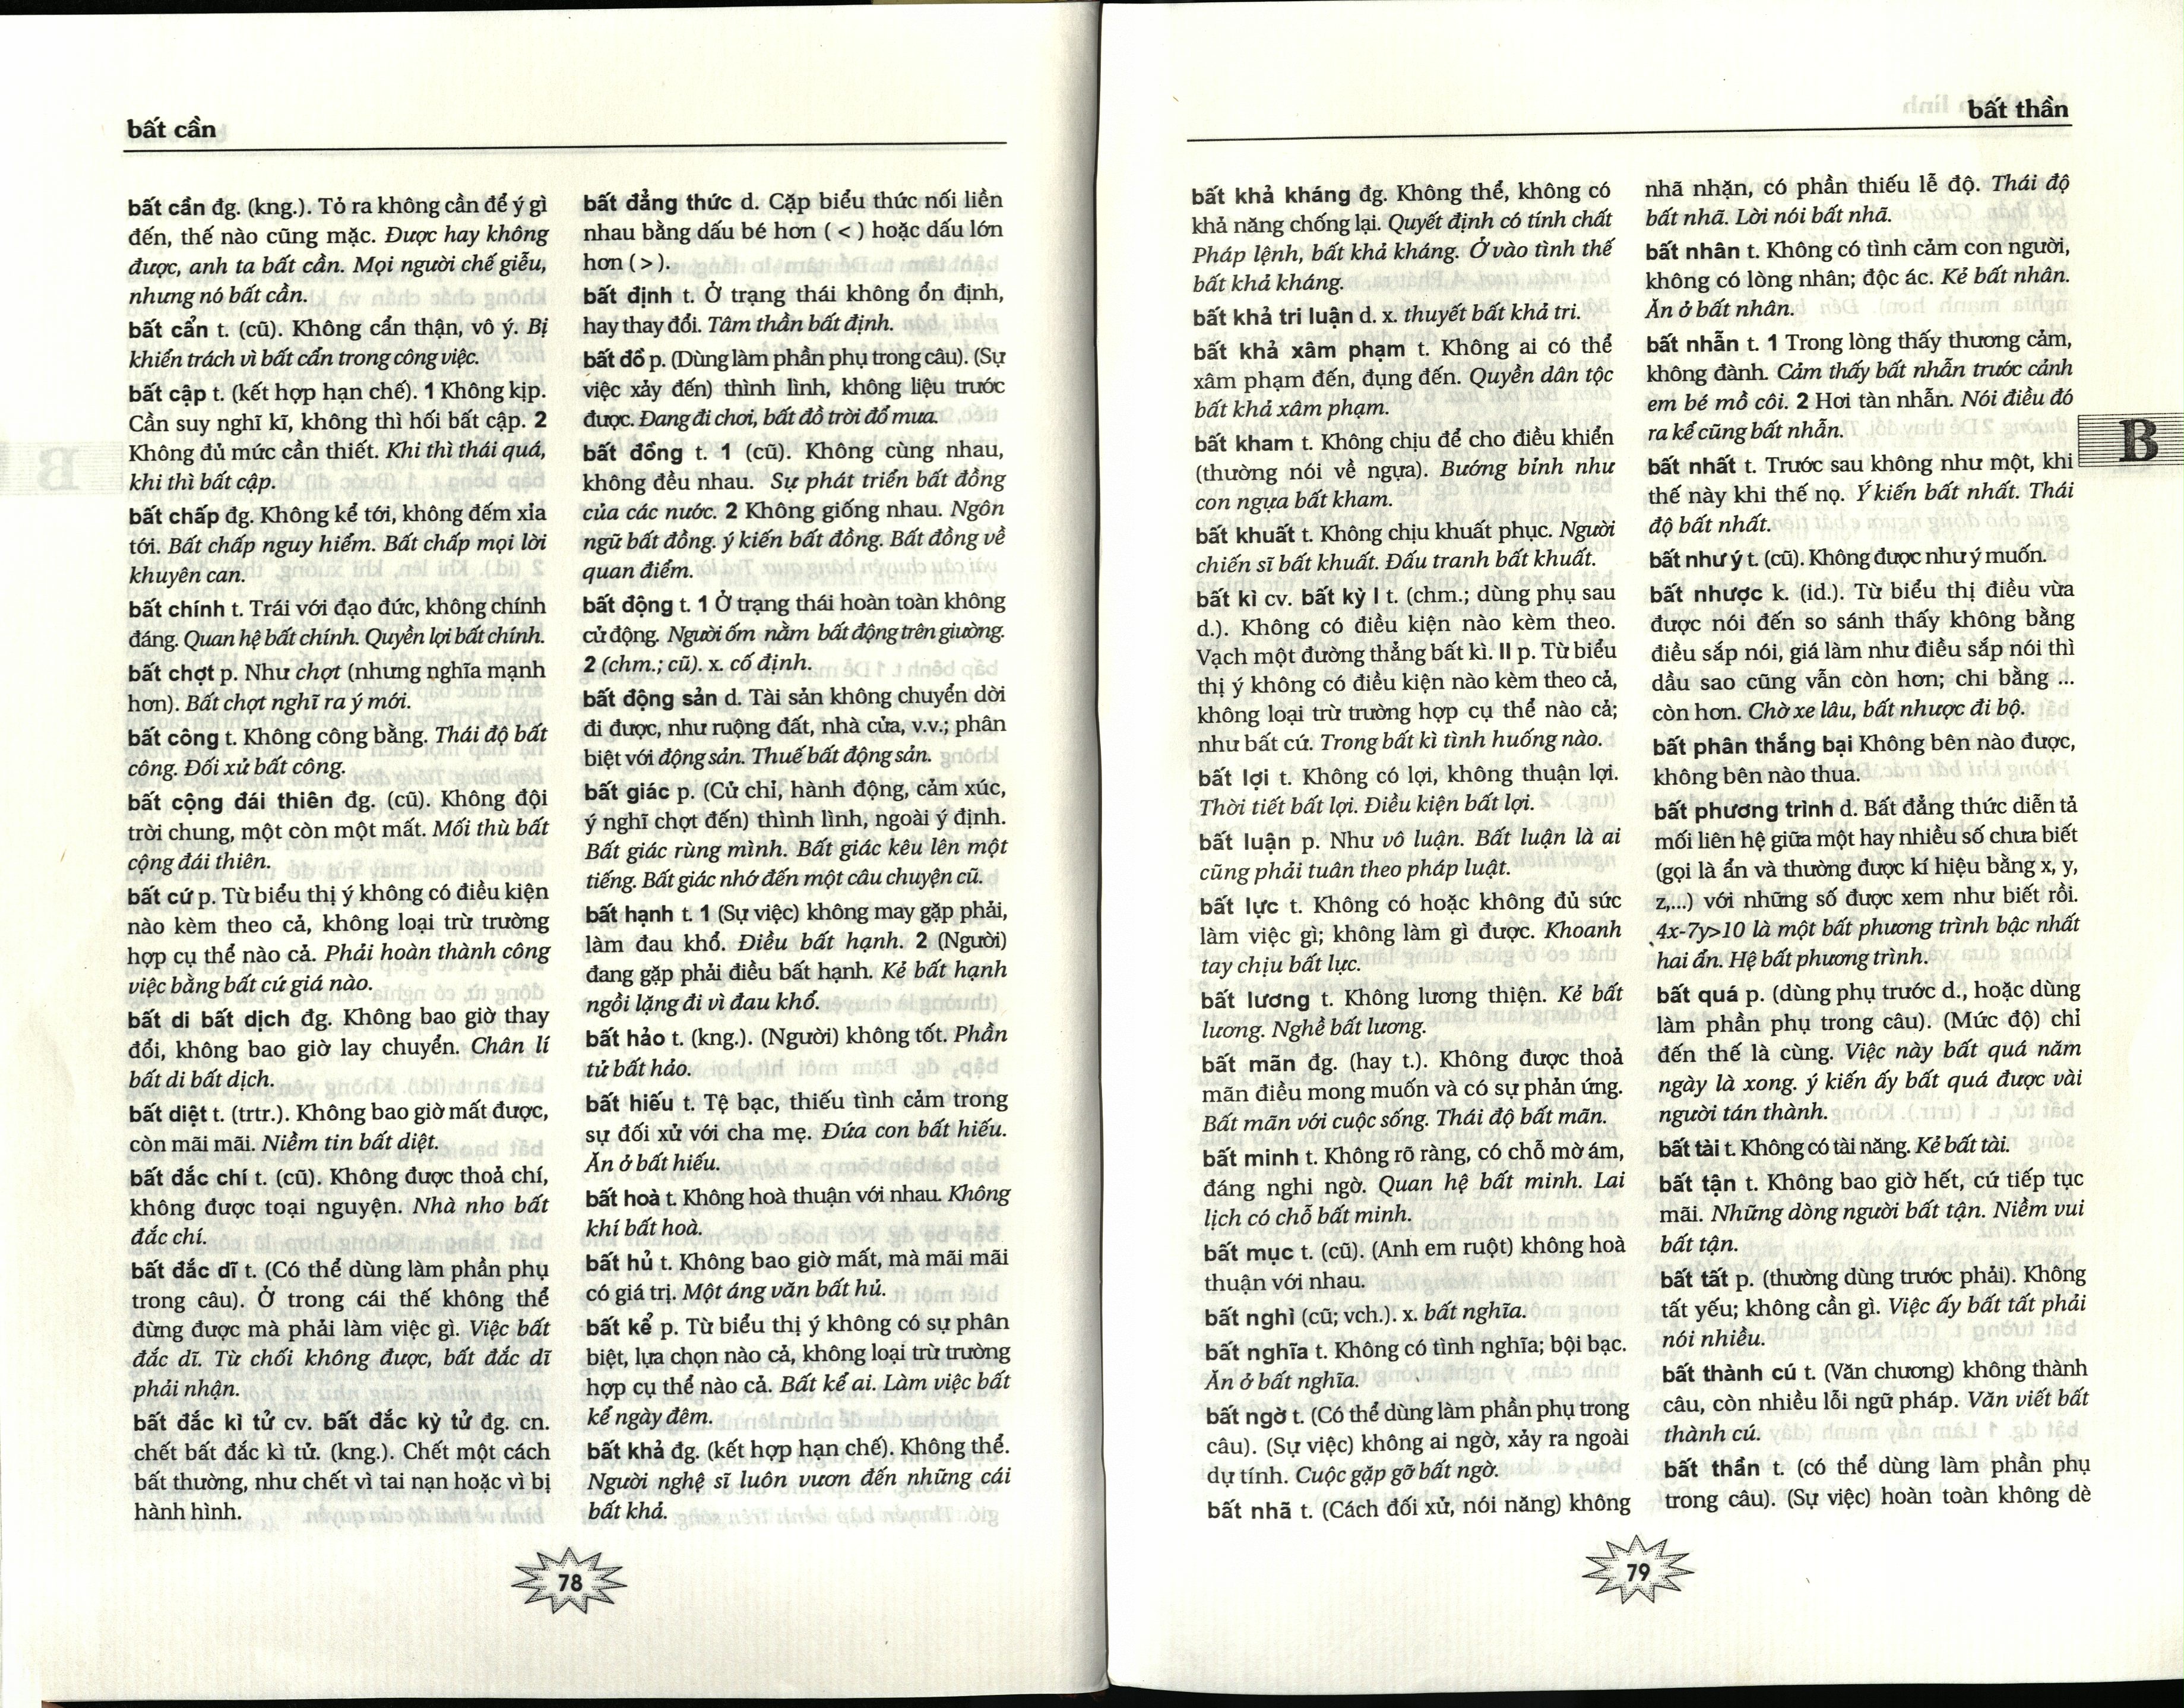 bất cần
bất cần đg. (kng.). Tỏ ra không cần để ý gì
đến, thế nào cũng mặc. Được hay không
được, anh ta bất cần. Mọi người chế giễu,
nhưng nó bất cần.
bất cẩn t. (cũ). Không cẩn thận, vô ý. Bị
khiển trách vì bất cẩn trong công việc.
bất cập t. (kết hợp hạn chế). 1 Không kịp.
Cần suy nghĩ kĩ, không thì hối bất cập. 2
Không đủ mức cần thiết. Khi thì thái quá,
khi thì bất cập.
bất chấp đg. Không kể tới, không đếm xỉa
tới. Bất chấp nguy hiểm. Bất chấp mọi lời
khuyên can.
bất chính t. Trái với đạo đức, không chính
đáng. Quan hệ bất chính. Quyền lợi bất chính.
bất chợt p. Như chợt (nhưng nghĩa mạnh
hơn). Bất chợt nghĩ ra ý mới.
bất công t. Không công bằng. Thái độ bất
công. Đối xử bất công.
bất cộng đái thiên đg. (cũ). Không đội
trời chung, một còn một mất. Mối thù bất
cộng đái thiên.
bất cứ p. Từ biểu thị ý không có điều kiện
nào kèm theo cả, không loại trừ trường
hợp cụ thể nào cả. Phải hoàn thành công
việc bằng bất cứ giá nào.
bất di bất dịch đg. Không bao giờ thay
đổi, không bao giờ lay chuyển. Chân lí
bất di bất dịch.
bất diệt t. (trtr.). Không bao giờ mất được,
còn mãi mãi. Niềm tin bất diệt.
bất đắc chí t. (cũ). Không được thoả chí,
không được toại nguyện. Nhà nho bất
đắc chí.
bất đắc dĩ t. (Có thể dùng làm phần phụ
trong câu). Ở trong cái thế không thể
đừng được mà phải làm việc gì. Việc bất
đắc dĩ. Từ chối không được, bất đắc dĩ
phải nhận.
bất đắc kì tử cv. bất đắc kỳ tử đg. cn.
chết bất đắc kì tử. (kng.). Chết một cách
bất thường, như chết vì tai nạn hoặc vì bị
hành hình.
bất đẳng thức d. Cặp biểu thức nối liền
nhau bằng dấu bé hơn ( < ) hoặc dấu lớn
hơn ( > ).
bất định t. Ở trạng thái không ổn định,
hay thay đổi. Tâm thần bất định.
bất đồ p. (Dùng làm phần phụ trong câu). (Sự
việc xảy đến) thình lình, không liệu trước
được. Đang đi chơi, bất đồ trời đổ mưa.
bất đồng t. 1 (cũ). Không cùng nhau,
không đều nhau. Sự phát triển bất đồng
của các nước. 2 Không giống nhau. Ngôn
ngữ bất đồng. ý kiến bất đồng. Bất đồng về
quan điểm.
bất động t. 1 Ở trạng thái hoàn toàn không
cử động. Người ốm nằm bất động trên giường.
2 (chm.; cũ). x. cố định.
bất động sản d. Tài sản không chuyển dời
đi được, như ruộng đất, nhà cửa, v.v.; phân
biệt với động sản. Thuế bất động sản.
bất giác p. (Cử chỉ, hành động, cảm xúc,
ý nghĩ chợt đến) thình lình, ngoài ý định.
Bất giác rùng mình. Bất giác kêu lên một
tiếng. Bất giác nhớ đến một câu chuyện cũ.
bất hạnh t. 1 (Sự việc) không may gặp phải,
làm đau khổ. Điều bất hạnh. 2 (Người)
đang gặp phải điều bất hạnh. Kẻ bất hạnh
ngồi lặng đi vì đau khổ.
bất hảo t. (kng.). (Người) không tốt. Phần
tử bất hảo.
bất hiếu t. Tệ bạc, thiếu tình cảm trong
sự đối xử với cha mẹ. Đứa con bất hiếu.
Ăn ở bất hiếu.
bất hoà t. Không hoà thuận với nhau. Không
khí bất hoà.
bất hủ t. Không bao giờ mất, mà mãi mãi
có giá trị. Một áng văn bất hủ.
bất kể p. Từ biểu thị ý không có sự phân
biệt, lựa chọn nào cả, không loại trừ trường
hợp cụ thể nào cả. Bất kể ai. Làm việc bất
kể ngày đêm.
bất khả đg. (kết hợp hạn chế). Không thể.
Người nghệ sĩ luôn vươn đến những cái
bất khả.
78
bất thần
bất khả kháng đg. Không thể, không có
khả năng chống lại. Quyết định có tính chất
Pháp lệnh, bất khả kháng. Ở vào tình thế
bất khả kháng.
bất khả tri luận d. x. thuyết bất khả tri.
bất khả xâm phạm t. Không ai có thể
xâm phạm đến, đụng đến. Quyền dân tộc
bất khả xâm phạm.
bất kham t. Không chịu để cho điều khiển
(thường nói về ngựa). Bướng bỉnh như
con ngựa bất kham.
bất khuất t. Không chịu khuất phục. Người
chiến sĩ bất khuất. Đấu tranh bất khuất.
bất kì cv. bất kỳ I t. (chm.; dùng phụ sau
d.). Không có điều kiện nào kèm theo.
Vạch một đường thẳng bất kì. II p. Từ biểu
thị ý không có điều kiện nào kèm theo cả,
không loại trừ trường hợp cụ thể nào cả;
như bất cứ. Trong bất kì tình huống nào.
bất lợi t. Không có lợi, không thuận lợi.
Thời tiết bất lợi. Điều kiện bất lợi.
bất luận p. Như vô luận. Bất luận là ai
cũng phải tuân theo pháp luật.
bất lực t. Không có hoặc không đủ sức
làm việc gì; không làm gì được. Khoanh
tay chịu bất lực.
bất lương t. Không lương thiện. Kẻ bất
lương. Nghề bất lương.
bất mãn đg. (hay t.). Không được thoả
mãn điều mong muốn và có sự phản ứng.
Bất mãn với cuộc sống. Thái độ bất mãn.
bất minh t. Không rõ ràng, có chỗ mờ ám,
đáng nghi ngờ. Quan hệ bất minh. Lai
lịch có chỗ bất minh.
bất mục t. (cũ). (Anh em ruột) không hoà
thuận với nhau.
bất nghì (cũ; vch.). x. bất nghĩa.
bất nghĩa t. Không có tình nghĩa; bội bạc.
Ăn ở bất nghĩa.
bất ngờ t. (Có thể dùng làm phần phụ trong
câu). (Sự việc) không ai ngờ, xảy ra ngoài
dự tính. Cuộc gặp gỡ bất ngờ.
bất nhã t. (Cách đối xử, nói năng) không
nhã nhặn, có phần thiếu lễ độ. Thái độ
bất nhã. Lời nói bất nhã.
bất nhân t. Không có tình cảm con người,
không có lòng nhân; độc ác. Kẻ bất nhân.
Ăn ở bất nhân.
bất nhẫn t. 1 Trong lòng thấy thương cảm,
không đành. Cảm thấy bất nhẫn trước cảnh
em bé mồ côi. 2 Hơi tàn nhẫn. Nói điều đó
ra kể cũng bất nhẫn.
bất nhất t. Trước sau không như một, khi
thế này khi thế nọ. Ý kiến bất nhất. Thái
độ bất nhất.
bất như ý t. (cũ). Không được như ý muốn.
bất nhược k. (id.). Từ biểu thị điều vừa
được nói đến so sánh thấy không bằng
điều sắp nói, giá làm như điều sắp nói thì
dầu sao cũng vẫn còn hơn; chi bằng ...
còn hơn. Chờ xe lâu, bất nhược đi bộ.
bất phân thắng bại Không bên nào được,
không bên nào thua.
bất phương trình d. Bất đẳng thức diễn tả
mối liên hệ giữa một hay nhiều số chưa biết
(gọi là ẩn và thường được kí hiệu bằng x, y,
z,...) với những số được xem như biết rồi.
4x-7y>10 là một bất phương trình bậc nhất
hai ẩn. Hệ bất phương trình.
bất quá p. (dùng phụ trước d., hoặc dùng
làm phần phụ trong câu). (Mức độ) chỉ
đến thế là cùng. Việc này bất quá năm
ngày là xong. ý kiến ấy bất quá được vài
người tán thành.
bất tài t. Không có tài năng. Kẻ bất tài.
bất tận t. Không bao giờ hết, cứ tiếp tục
mãi. Những dòng người bất tận. Niềm vui
bất tận.
bất tất p. (thường dùng trước phải). Không
tất yếu; không cần gì. Việc ấy bất tất phải
nói nhiều.
bất thành cú t. (Văn chương) không thành
câu, còn nhiều lỗi ngữ pháp. Văn viết bất
thành cú.
bất thần t. (có thể dùng làm phần phụ
trong câu). (Sự việc) hoàn toàn không dè
B
79